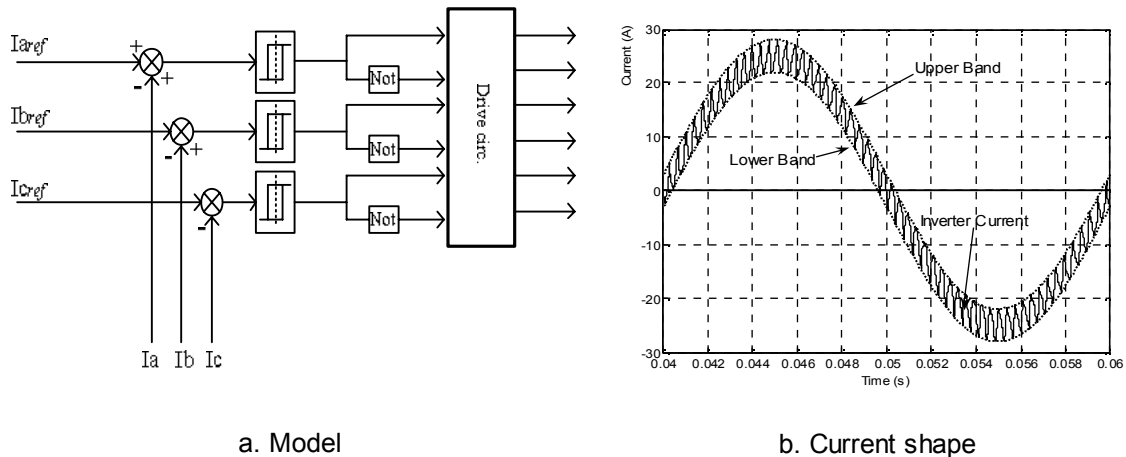 Iaref
+
+
-
Not
Ibref
-
+
Not
Icref
-
Not
Drive circ.
Ia
Ib
Ic
a. Model
Current (A)
30
20
10
0
-10
-20
-30
Upper Band
Lower Band
Inverter Current
0.04
0.042
0.044
0.046
0.048
0.05
0.052
0.054
0.056
0.058
0.06
Time (s)
b. Current shape